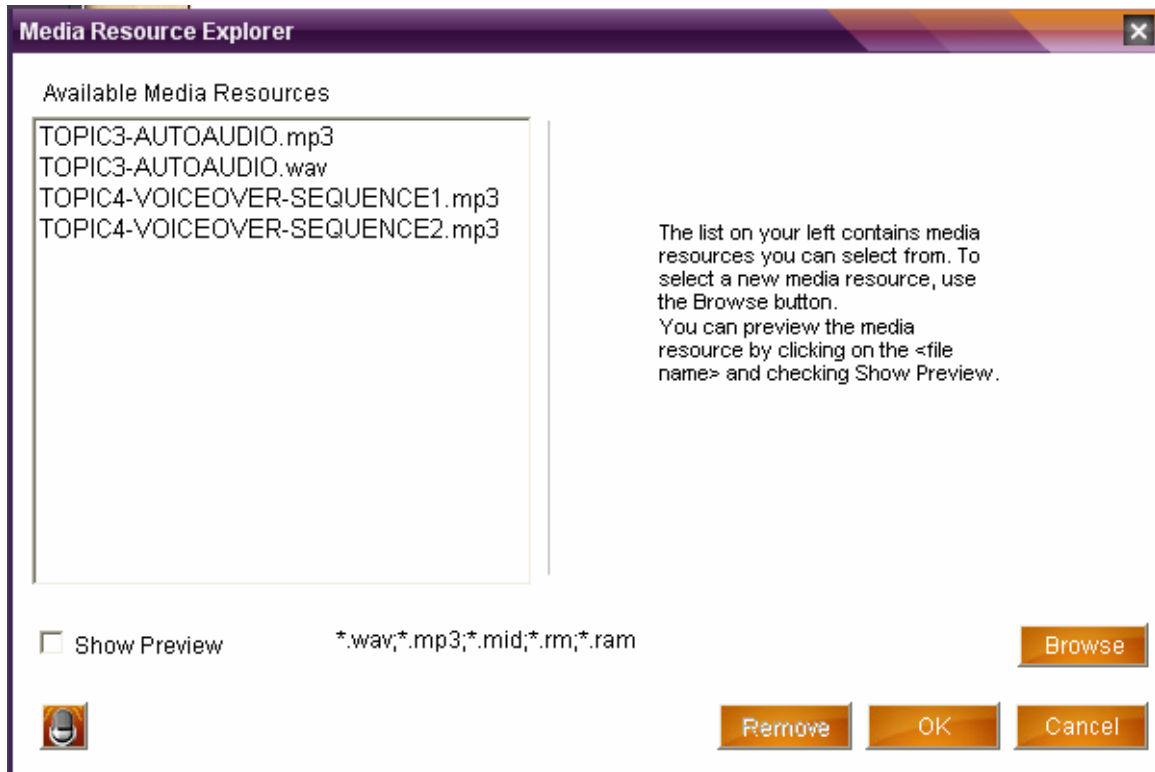 Media Resource Explorer
Available Media Resources
TOPIC3-AUTOAUDIO.mp3
TOPIC3-AUTOAUDIO.wav
TOPIC4-VOICEOVER-SEQUENCE1.mp3
TOPIC4-VOICEOVER-SEQUENCE2.mp3
The list on your left contains media
resources you can select from. To
select a new media resource, use
the Browse button.
You can preview the media
resource by clicking on the <file
name> and checking Show Preview.
Show Preview
*.wav;*.mp3;*.mid;*.rm;*.ram
Browse
Remove
OK
Cancel